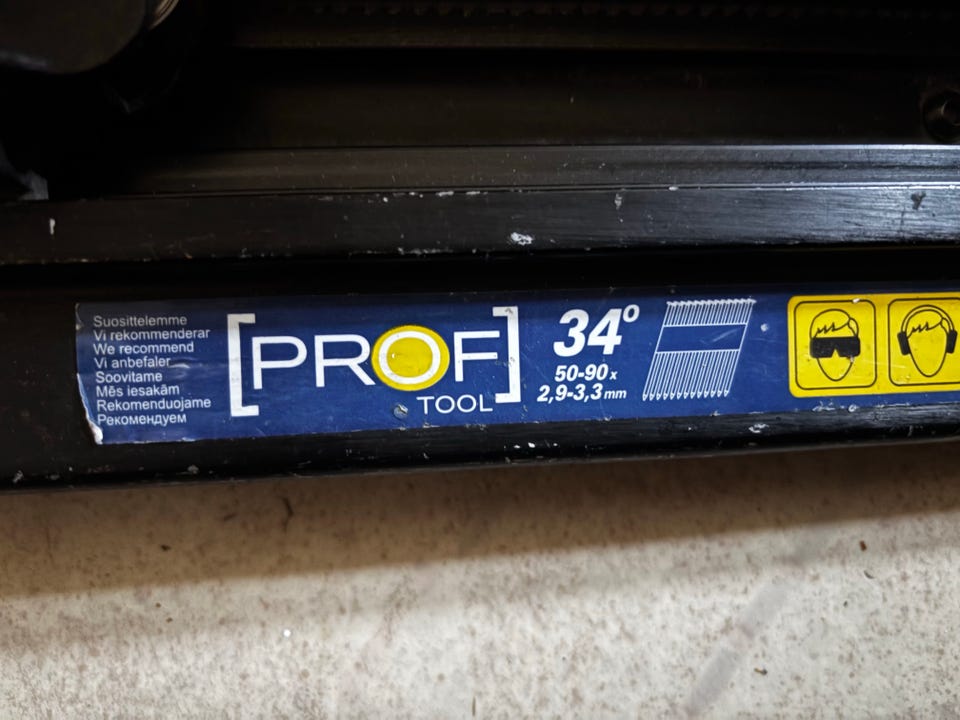 Suosittelemme
Vi rekommenderar
We recommend
Vi anbefaler
Soovitame
Mēs iesakām
Rekomenduojame
Рекомендуем
[PROF]
TOOL
34°
50-90 x
2,9-3,3 mm